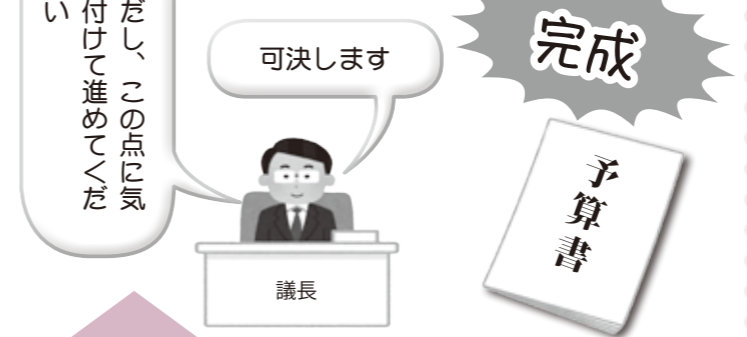 完成
予算書
可決します
だし、この点に気
付けて進めてくだ
い
議長